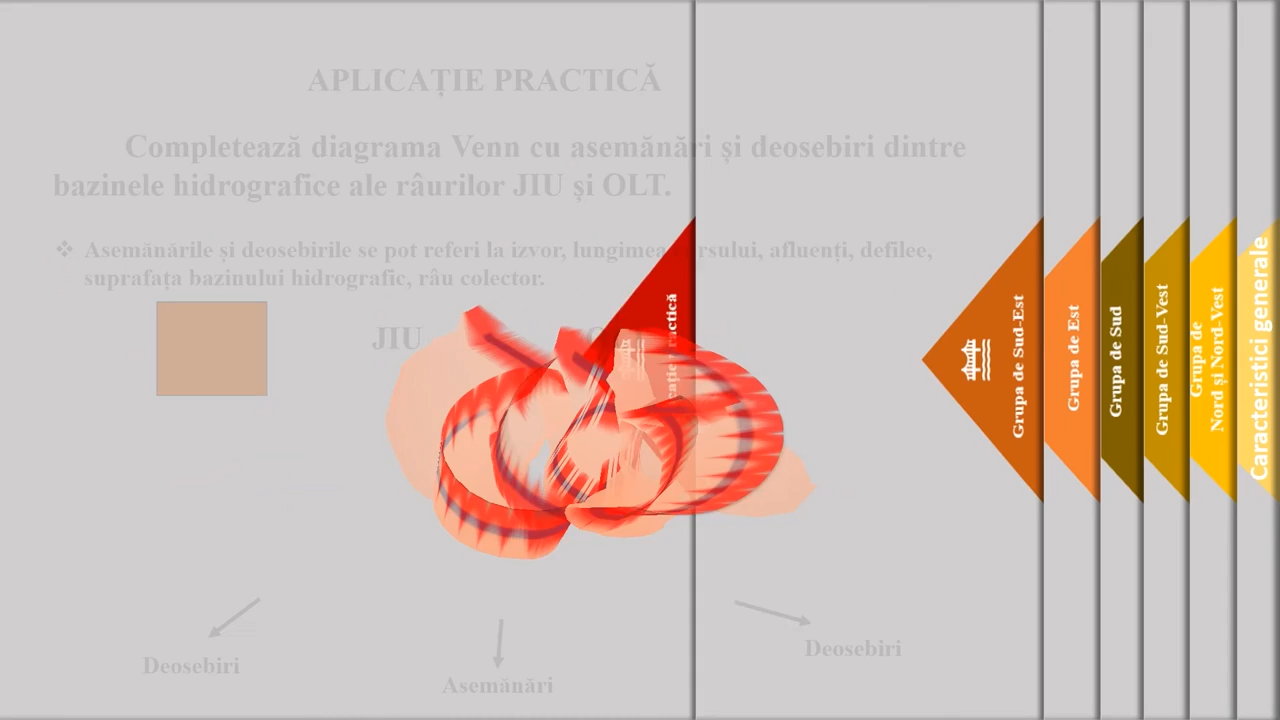 APLICAȚIE PRACTICĂ
Completează diagrama Venn cu asemănări și deosebiri dintre
bazinele hidrografice ale râurilor JIU și OLT.
❖ Asemănările și deosebirile se pot referi la izvor, lungimea cursului, afluenți, defilee,
suprafața bazinului hidrografic, râu colector.
JIU
Deosebiri
Asemănări
Deosebiri
Grupa de Sud-Est
Grupa de Est
Grupa de Sud
Grupa de Sud-Vest
Grupa de
Nord și Nord-Vest
Caracteristici generale